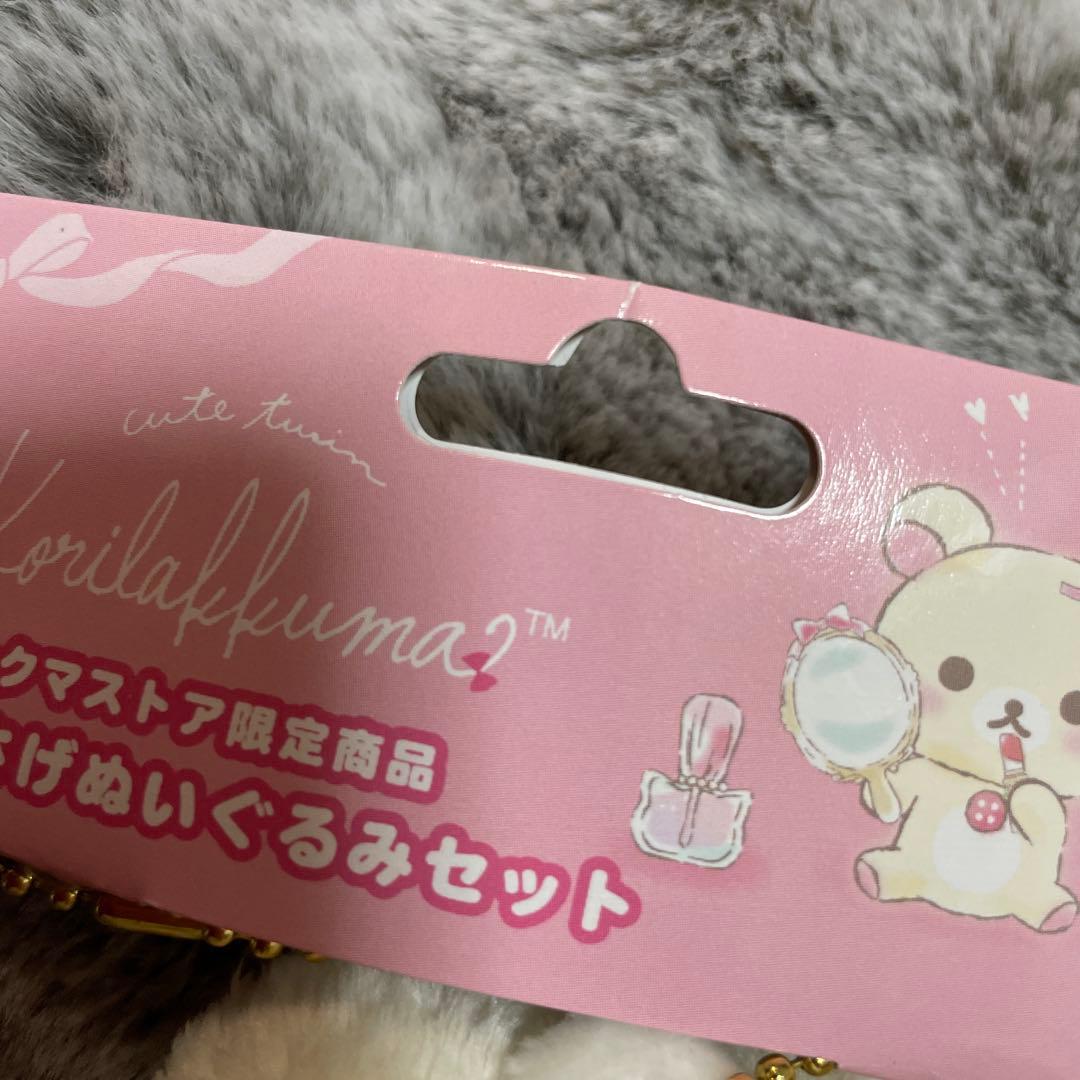 cute twin
Korilakkuma?™
クマストア限定商品
げぬいぐるみセット